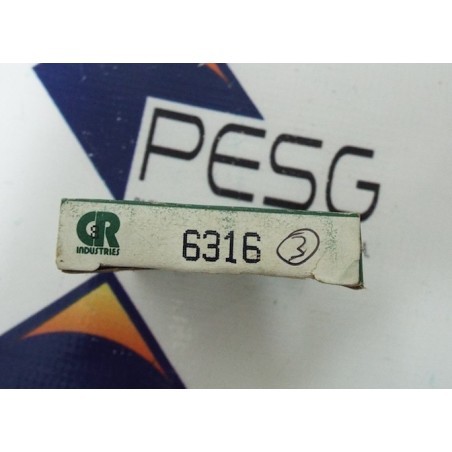 PESG
CR
INDUSTRIES
6316
3